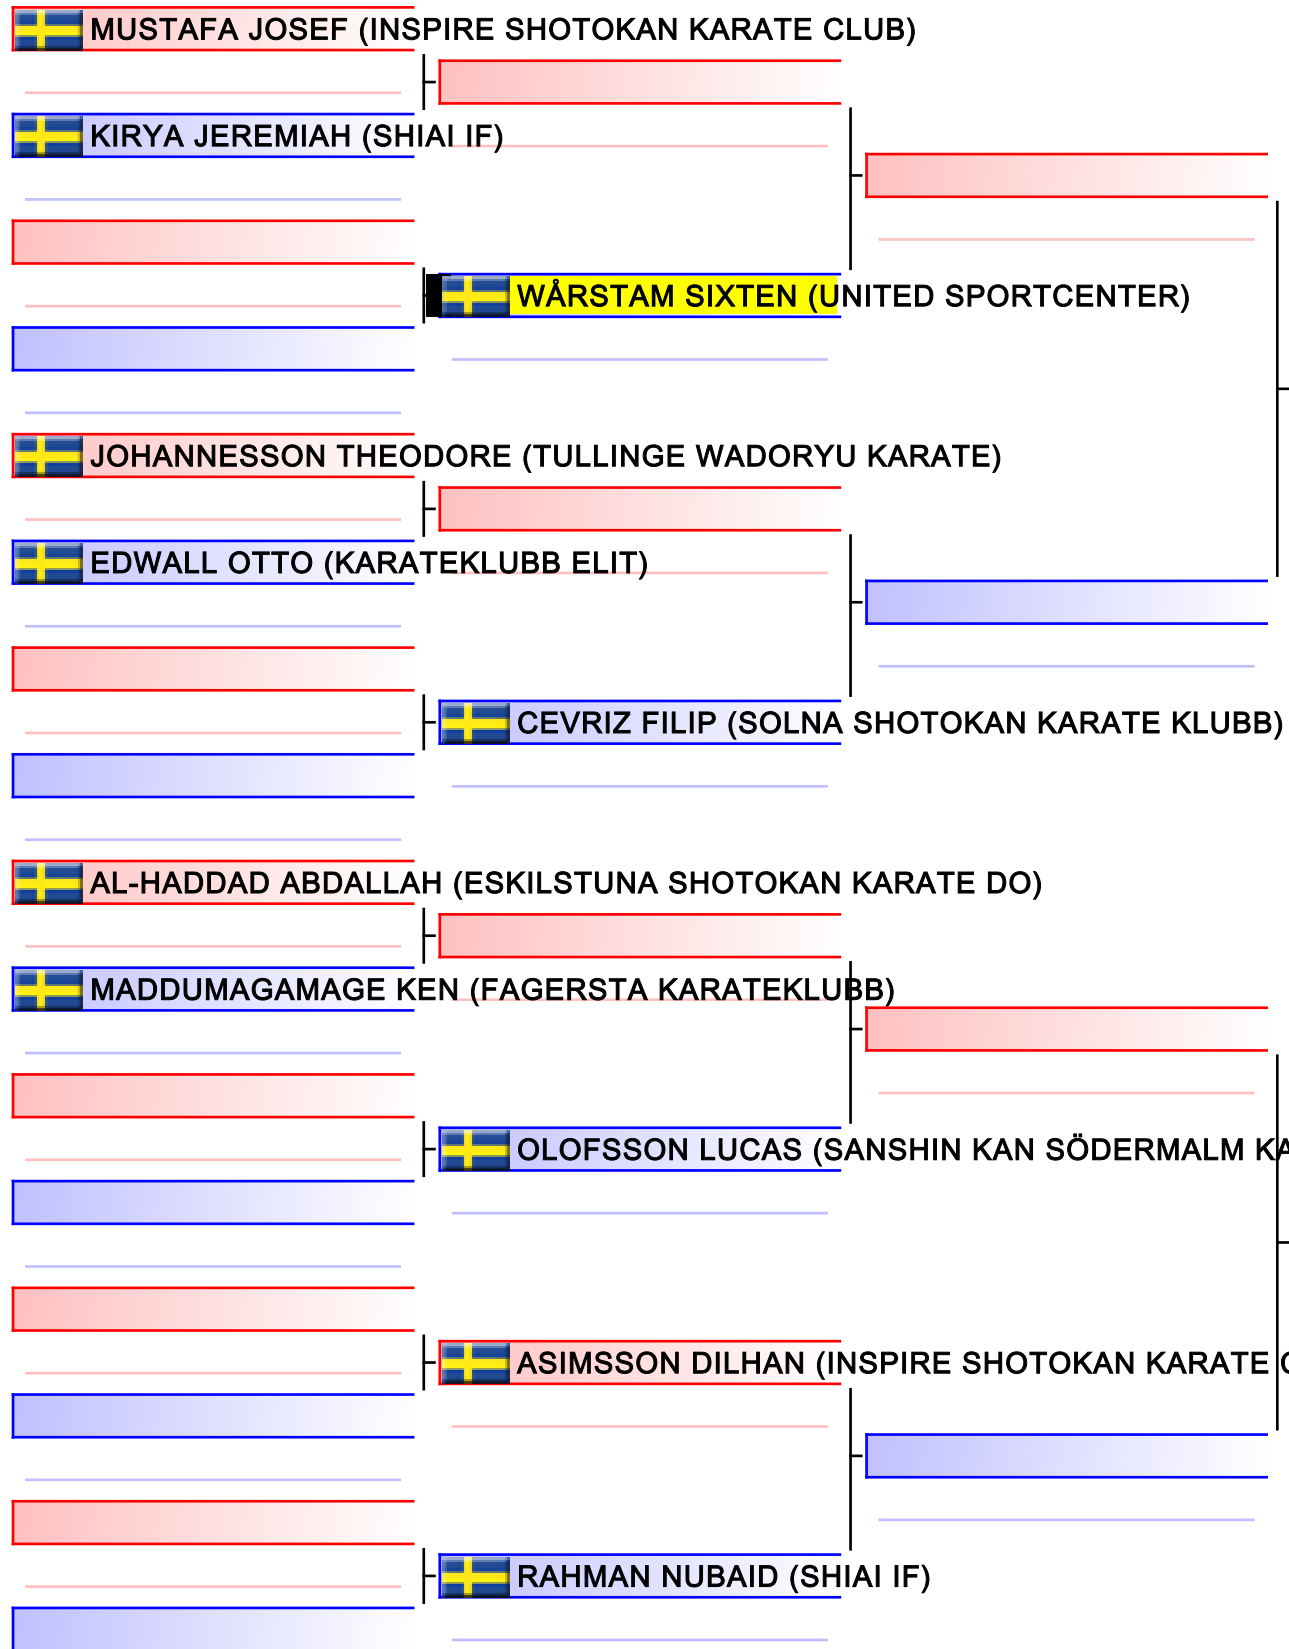 MUSTAFA JOSEF (INSPIRE SHOTOKAN KARATE CLUB)
KIRYA JEREMIAH (SHIAI IF)
WÅRSTAM SIXTEN (UNITED SPORTCENTER)
JOHANNESSON THEODORE (TULLINGE WADORYU KARATE)
EDWALL OTTO (KARATEKLUBB ELIT)
CEVRIZ FILIP (SOLNA SHOTOKAN KARATE KLUBB)
AL-HADDAD ABDALLAH (ESKILSTUNA SHOTOKAN KARATE DO)
MADDUMAGAMAGE KEN (FAGERSTA KARATEKLUBB)
OLOFSSON LUCAS (SANSHIN KAN SÖDERMALM KA
ASIMSSON DILHAN (INSPIRE SHOTOKAN KARATE
RAHMAN NUBAID (SHIAI IF)